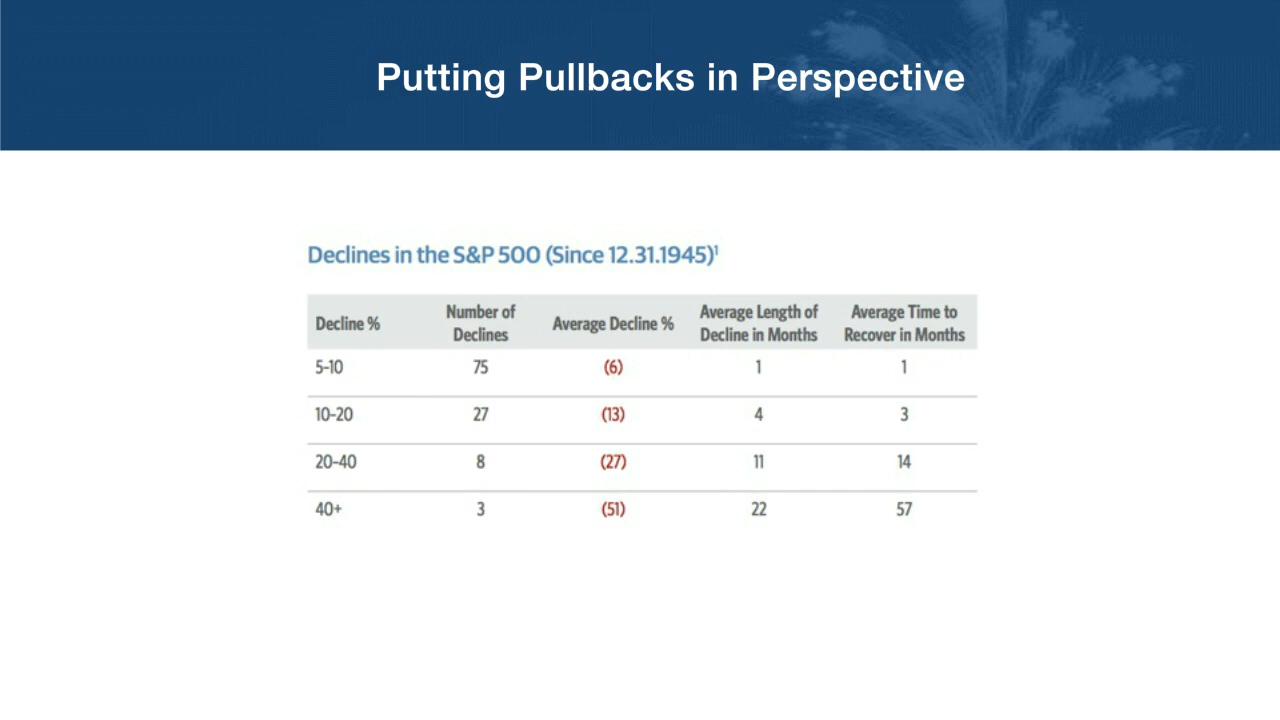 Putting Pullbacks in Perspective
Declines in the S&P 500 (Since 12.31.1945)¹
Decline % Number of Declines Average Decline % Average Length of Decline in Months Average Time to Recover in Months
5-10 75 (6) 1 1
10-20 27 (13) 4 3
20-40 8 (27) 11 14
40+ 3 (51) 22 57